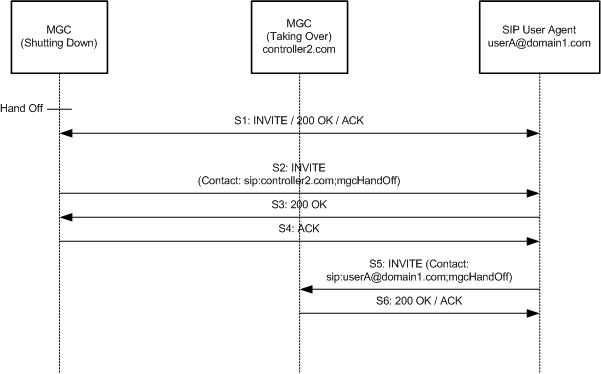 MGC
(Shutting Down)
MGC
(Taking Over)
controller2.com
SIP User Agent
userA@domain1.com
Hand Off
S1: INVITE / 200 OK / ACK
S2: INVITE
(Contact: sip:controller2.com;mgcHandOff)
S3: 200 OK
S4: ACK
S5: INVITE (Contact:
sip:userA@domain1.com;mgcHandOff)
S6: 200 OK / ACK